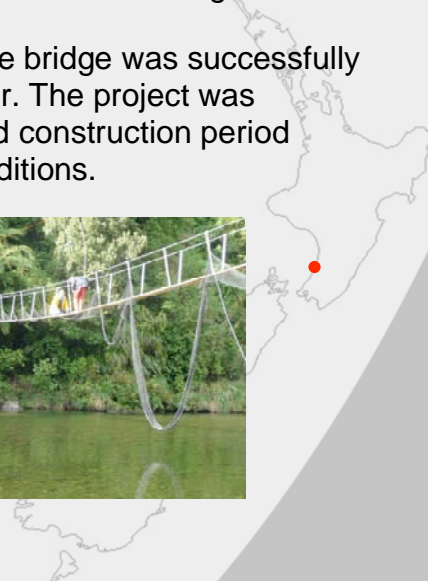 e bridge was successfully
r. The project was
d construction period
ditions.